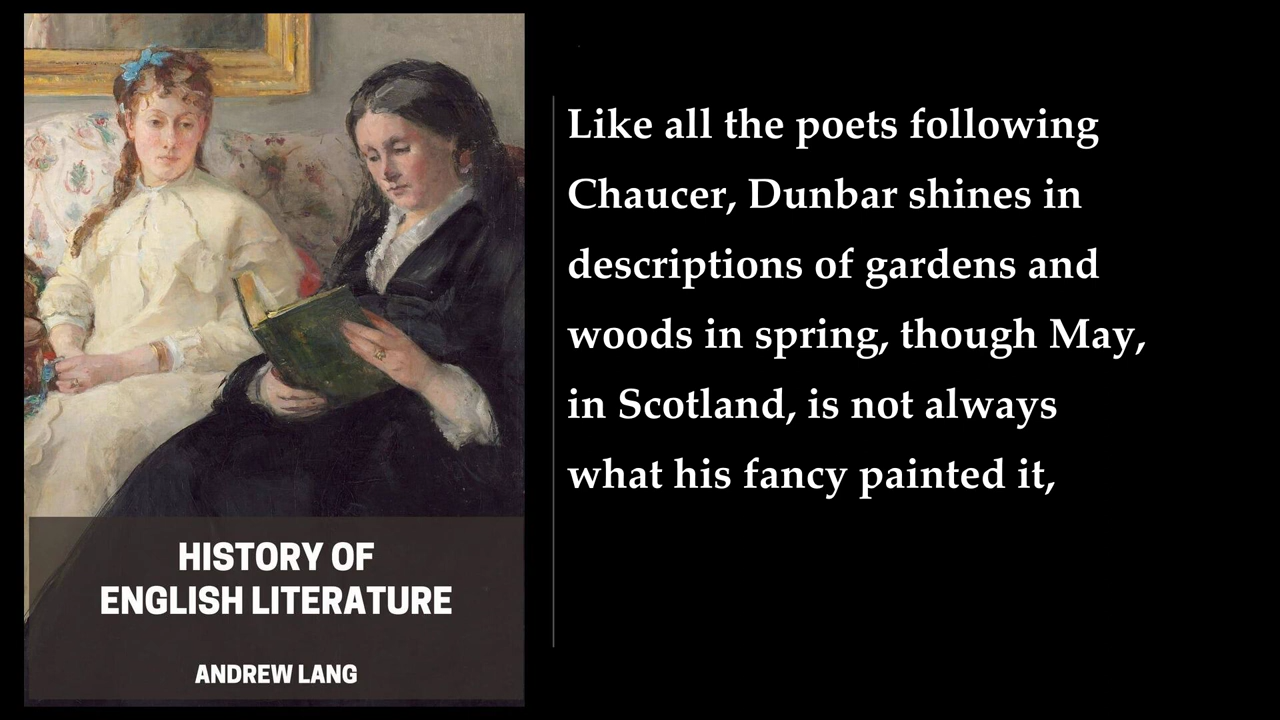 HISTORY OF
ENGLISH LITERATURE
ANDREW LANG
Like all the poets following
Chaucer, Dunbar shines in
descriptions of gardens and
woods in spring, though May,
in Scotland, is not always
what his fancy painted it,